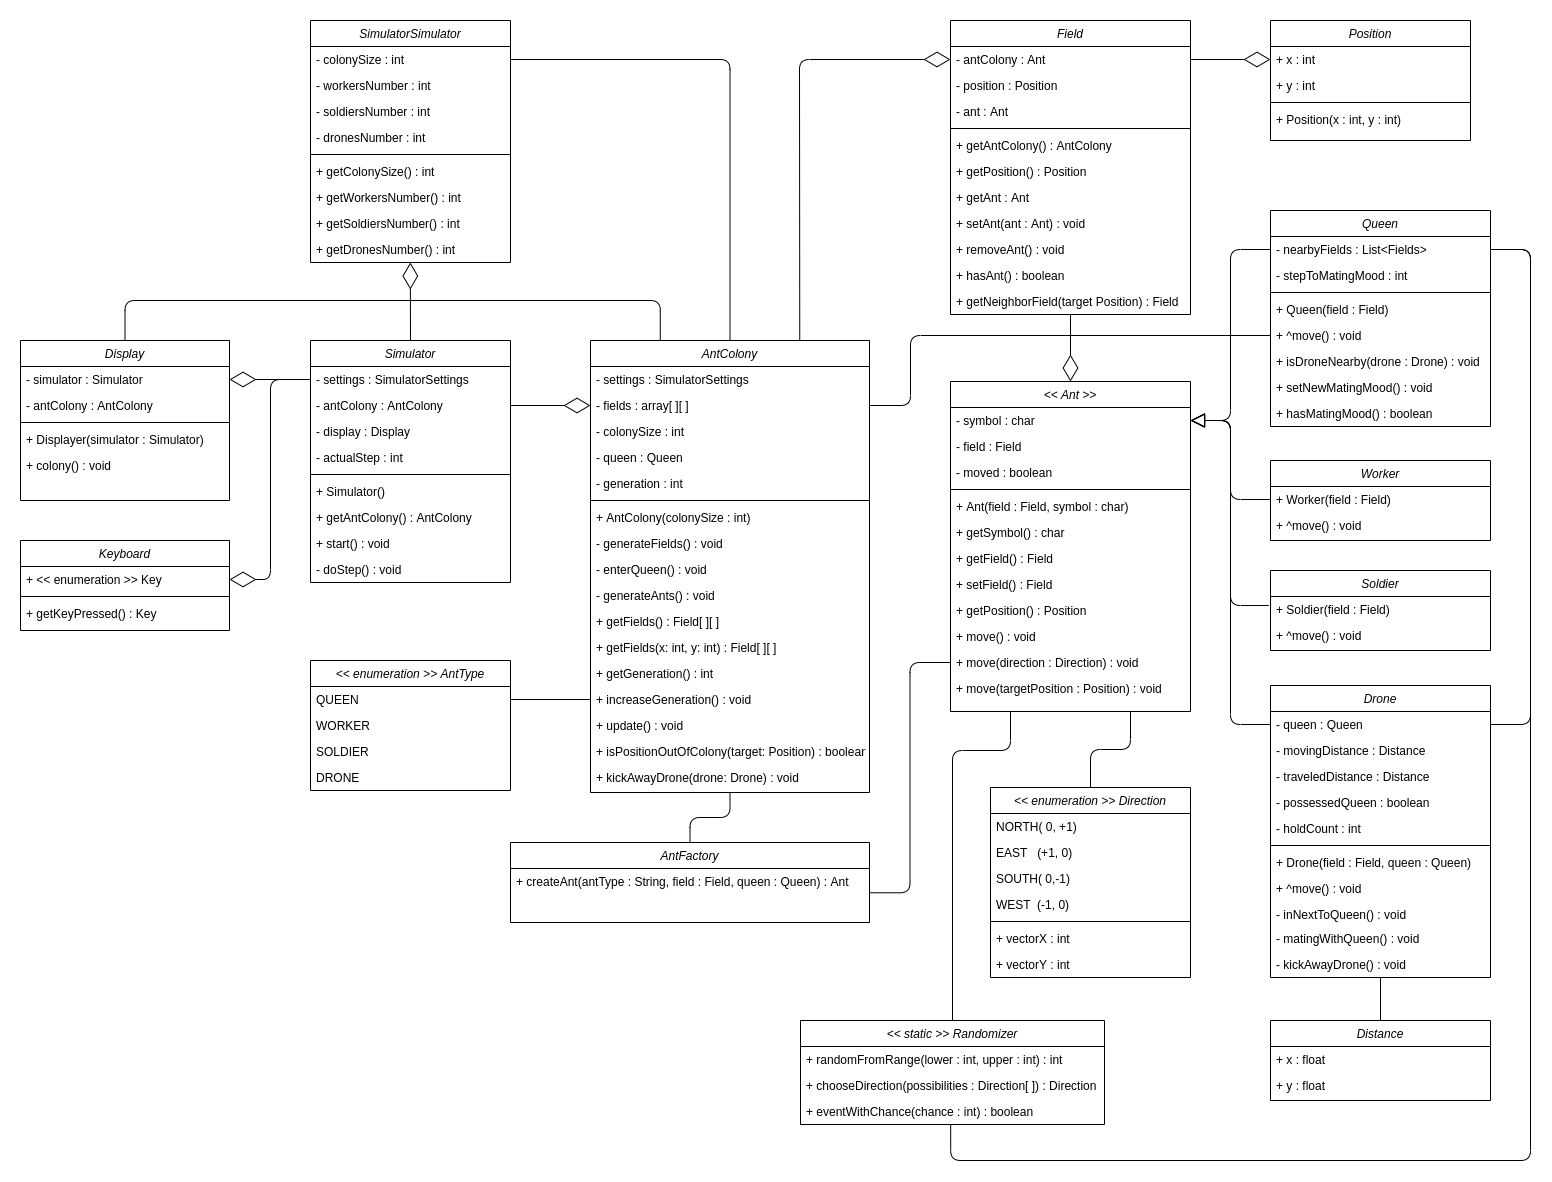 SimulatorSimulator
- colonySize : int
- workersNumber : int
- soldiersNumber : int
- dronesNumber : int
+ getColonySize() : int
+ getWorkersNumber() : int
+ getSoldiersNumber() : int
+ getDronesNumber() : int
Field
- antColony : Ant
- position : Position
- ant : Ant
+ getAntColony() : AntColony
+ getPosition() : Position
+ getAnt : Ant
+ setAnt(ant : Ant) : void
+ removeAnt() : void
+ hasAnt() : boolean
+ getNeighborField(target Position) : Field
Position
+ x : int
+ y : int
+ Position(x : int, y : int)
Queen
- nearbyFields : List<Fields>
- stepToMatingMood : int
+ Queen(field : Field)
+ ^move() : void
+ isDroneNearby(drone : Drone) : void
+ setNewMatingMood() : void
+ hasMatingMood() : boolean
Display
- simulator : Simulator
- antColony : AntColony
+ Displayer(simulator : Simulator)
+ colony() : void
Simulator
- settings : SimulatorSettings
- antColony : AntColony
- display : Display
- actualStep : int
+ Simulator()
+ getAntColony() : AntColony
+ start() : void
- doStep() : void
AntColony
- settings : SimulatorSettings
- fields : array[ ][ ]
- colonySize : int
- queen : Queen
- generation : int
+ AntColony(colonySize : int)
- generateFields() : void
- enterQueen() : void
- generateAnts() : void
+ getFields() : Field[ ][ ]
+ getFields(x: int, y: int) : Field[ ][ ]
+ getGeneration() : int
+ increaseGeneration() : void
+ update() : void
+ isPositionOutOfColony(target: Position) : boolear
+ kickAwayDrone(drone: Drone) : void
<< Ant >>
- symbol : char
- field : Field
- moved : boolean
+ Ant(field : Field, symbol : char)
+ getSymbol() : char
+ getField() : Field
+ setField() : Field
+ getPosition() : Position
+ move() : void
+ move(direction : Direction) : void
+ move(targetPosition : Position) : void
Worker
+ Worker(field : Field)
+ ^move() : void
Keyboard
+ << enumeration >> Key
+ getKeyPressed() : Key
Soldier
+ Soldier(field : Field)
+ ^move() : void
<< enumeration >> AntType
QUEEN
WORKER
SOLDIER
DRONE
Drone
- queen : Queen
- movingDistance : Distance
- traveledDistance : Distance
- possessedQueen : boolean
- holdCount : int
+ Drone(field : Field, queen : Queen)
+ ^move() : void
- inNextToQueen() : void
- matingWithQueen() : void
- kickAwayDrone() : void
<< enumeration >> Direction
NORTH( 0, +1)
EAST (+1, 0)
SOUTH( 0,-1)
WEST (-1, 0)
+ vectorX : int
+ vectorY : int
AntFactory
+ createAnt(antType : String, field : Field, queen : Queen) : Ant
<< static >> Randomizer
+ randomFromRange(lower : int, upper : int) : int
+ chooseDirection(possibilities : Direction[ ]) : Direction
+ eventWithChance(chance : int) : boolean
Distance
+ x : float
+ y : float